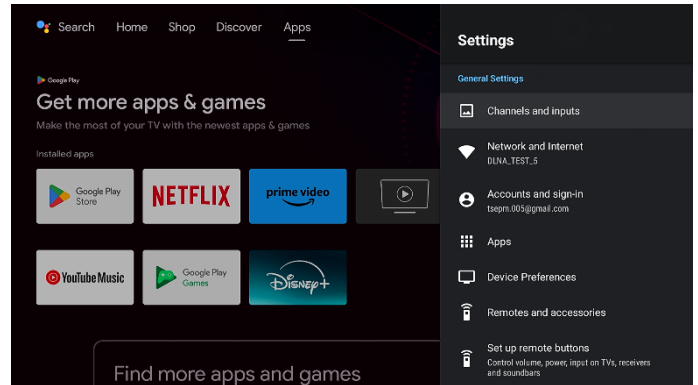 Search Home Shop Discover Apps
Google Play
Get more apps & games
Make the most of your TV with the newest apps & games
Installed apps
Google Play
Store
NETFLIX
prime video
YouTube Music
Google Play
Games
Disney+
Find more apps and games
Settings
General Settings
Channels and inputs
Network and Internet
DLNA_TEST_5
Accounts and sign-in
tsepm.005@gmail.com
Apps
Device Preferences
Remotes and accessories
Set up remote buttons
Control volume, power, input on TVs, receivers
and soundbars